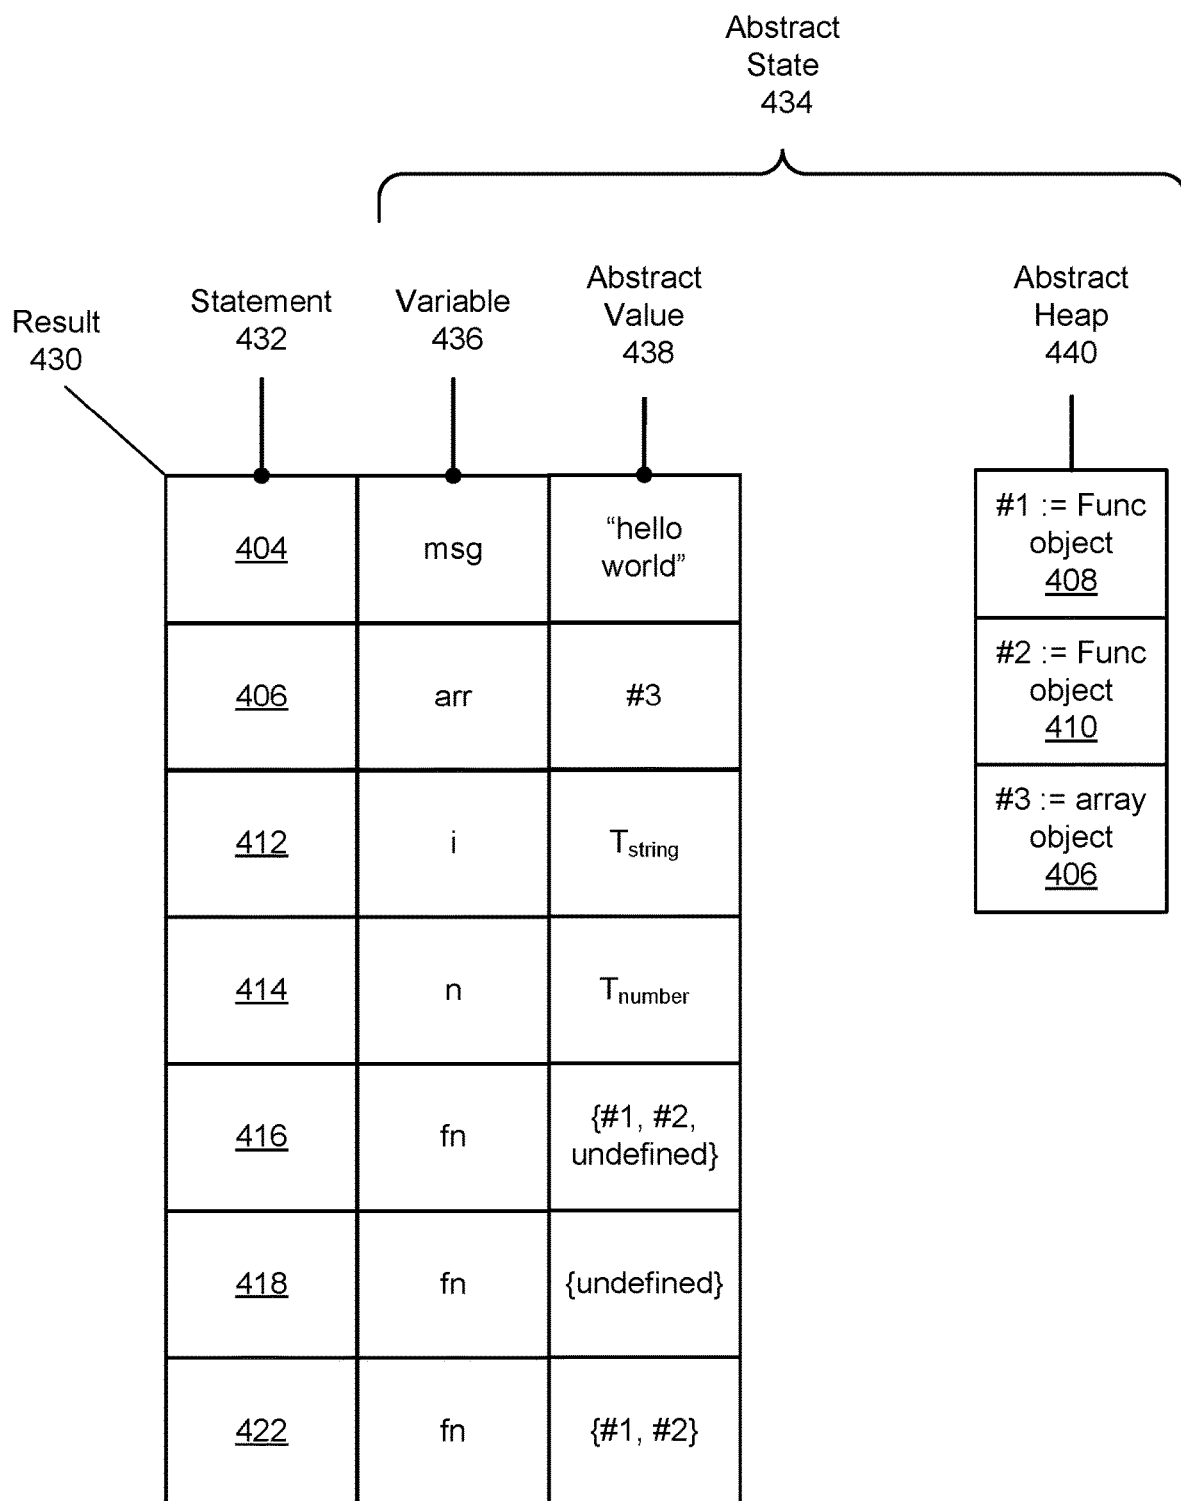 Abstract
State
434
Result
430
Statement
432
Variable
436
Abstract
Value
438
Abstract
Heap
440
404
msg
“hello
world”
406
arr
#3
412
i
Tstring
414
n
Tnumber
416
fn
{#1, #2,
undefined}
418
fn
{undefined}
422
fn
{#1, #2}
#1 := Func
object
408
#2 := Func
object
410
#3 := array
object
406